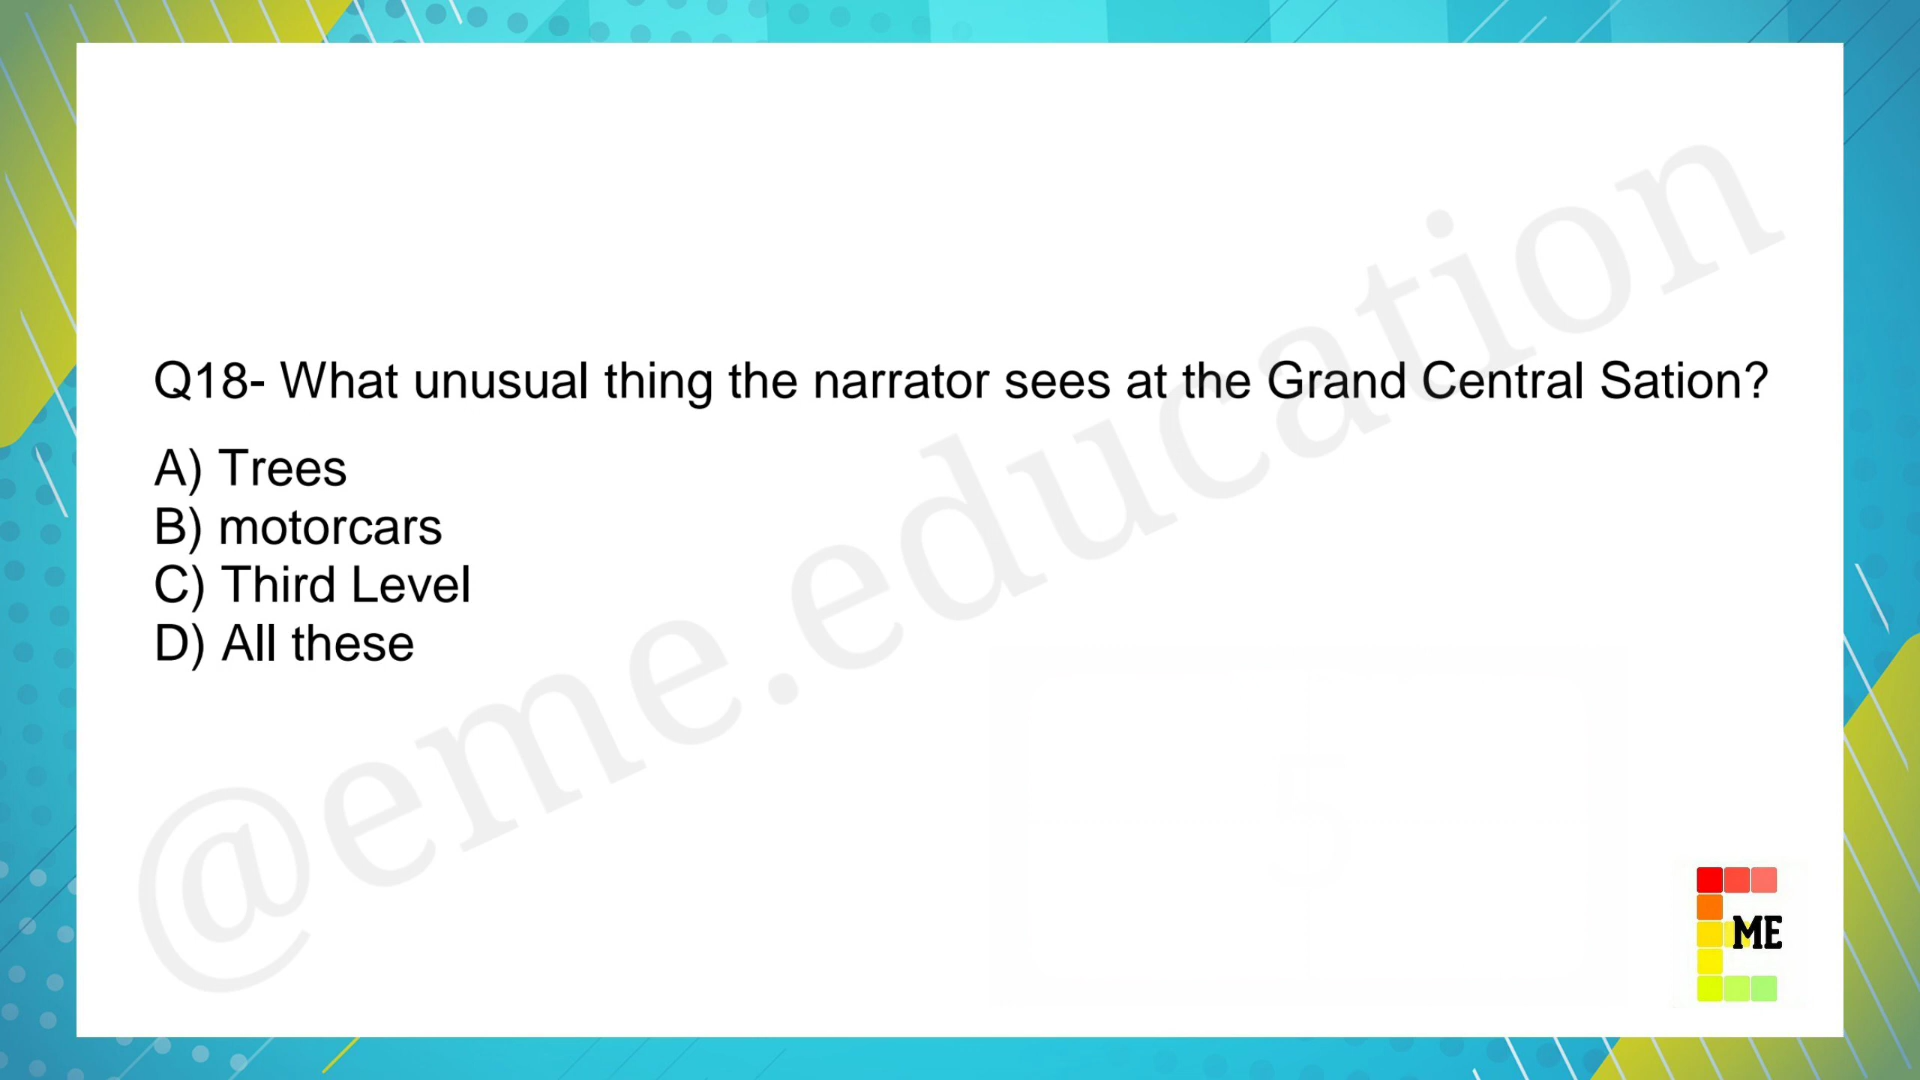 Q18- What unusual thing the narrator sees at the Grand Central Sation?
A) Trees
B) motorcars
C) Third Level
D) All these
@eme.education
ME